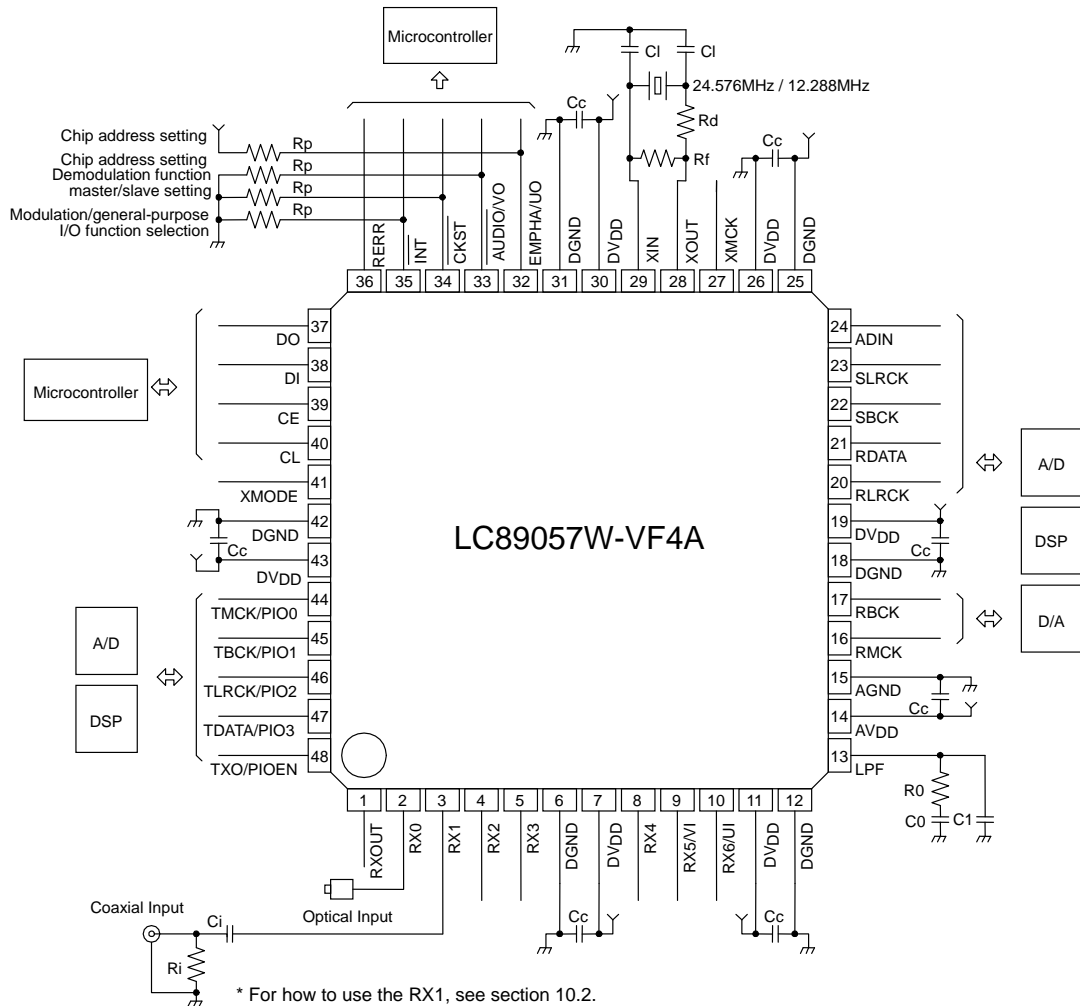 Microcontroller
Cl
Cl
24.576MHz / 12.288MHz
Rd
Rf
Cc
Cc
Chip address setting
Rp
Chip address setting
Rp
Demodulation function
master/slave setting
Rp
Modulation/general-purpose
I/O function selection
Rp
RERR
INT
CKST
AUDIO/VO
EMPHA/UO
DGND
DVDD
XIN
XOUT
XMCK
DVDD
DGND
36 35 34 33 32 31 30 29 28 27 26 25
Microcontroller
37
DO
38
DI
39
CE
40
CL
41
XMODE
42
DGND
Cc
43
DVDD
44
TMCK/PIO0
45
TBCK/PIO1
46
TLRCK/PIO2
47
TDATA/PIO3
48
TXO/PIOEN
A/D
DSP
LC89057W-VF4A
24
ADIN
23
SLRCK
22
SBCK
21
RDATA
20
RLRCK
19
DVDD
Cc
18
DGND
17
RBCK
16
RMCK
15
AGND
Cc
14
AVDD
13
LPF
R0
C0
C1
A/D
DSP
D/A
1 2 3 4 5 6 7 8 9 10 11 12
RXOUT
RX0
RX1
RX2
RX3
DGND
DVDD
RX4
RX5/VI
RX6/UI
DVDD
DGND
Coaxial Input
Ci
Ri
Optical Input
Cc
Cc
* For how to use the RX1, see section 10.2.